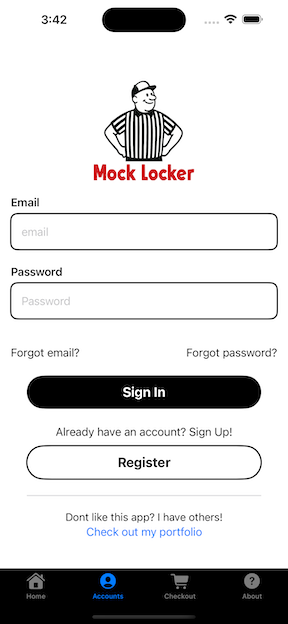 3:42
Mock Locker
Email
email
Password
Password
Forgot email? Forgot password?
Sign In
Already have an account? Sign Up!
Register
Dont like this app? I have others!
Check out my portfolio
Home Accounts Checkout About